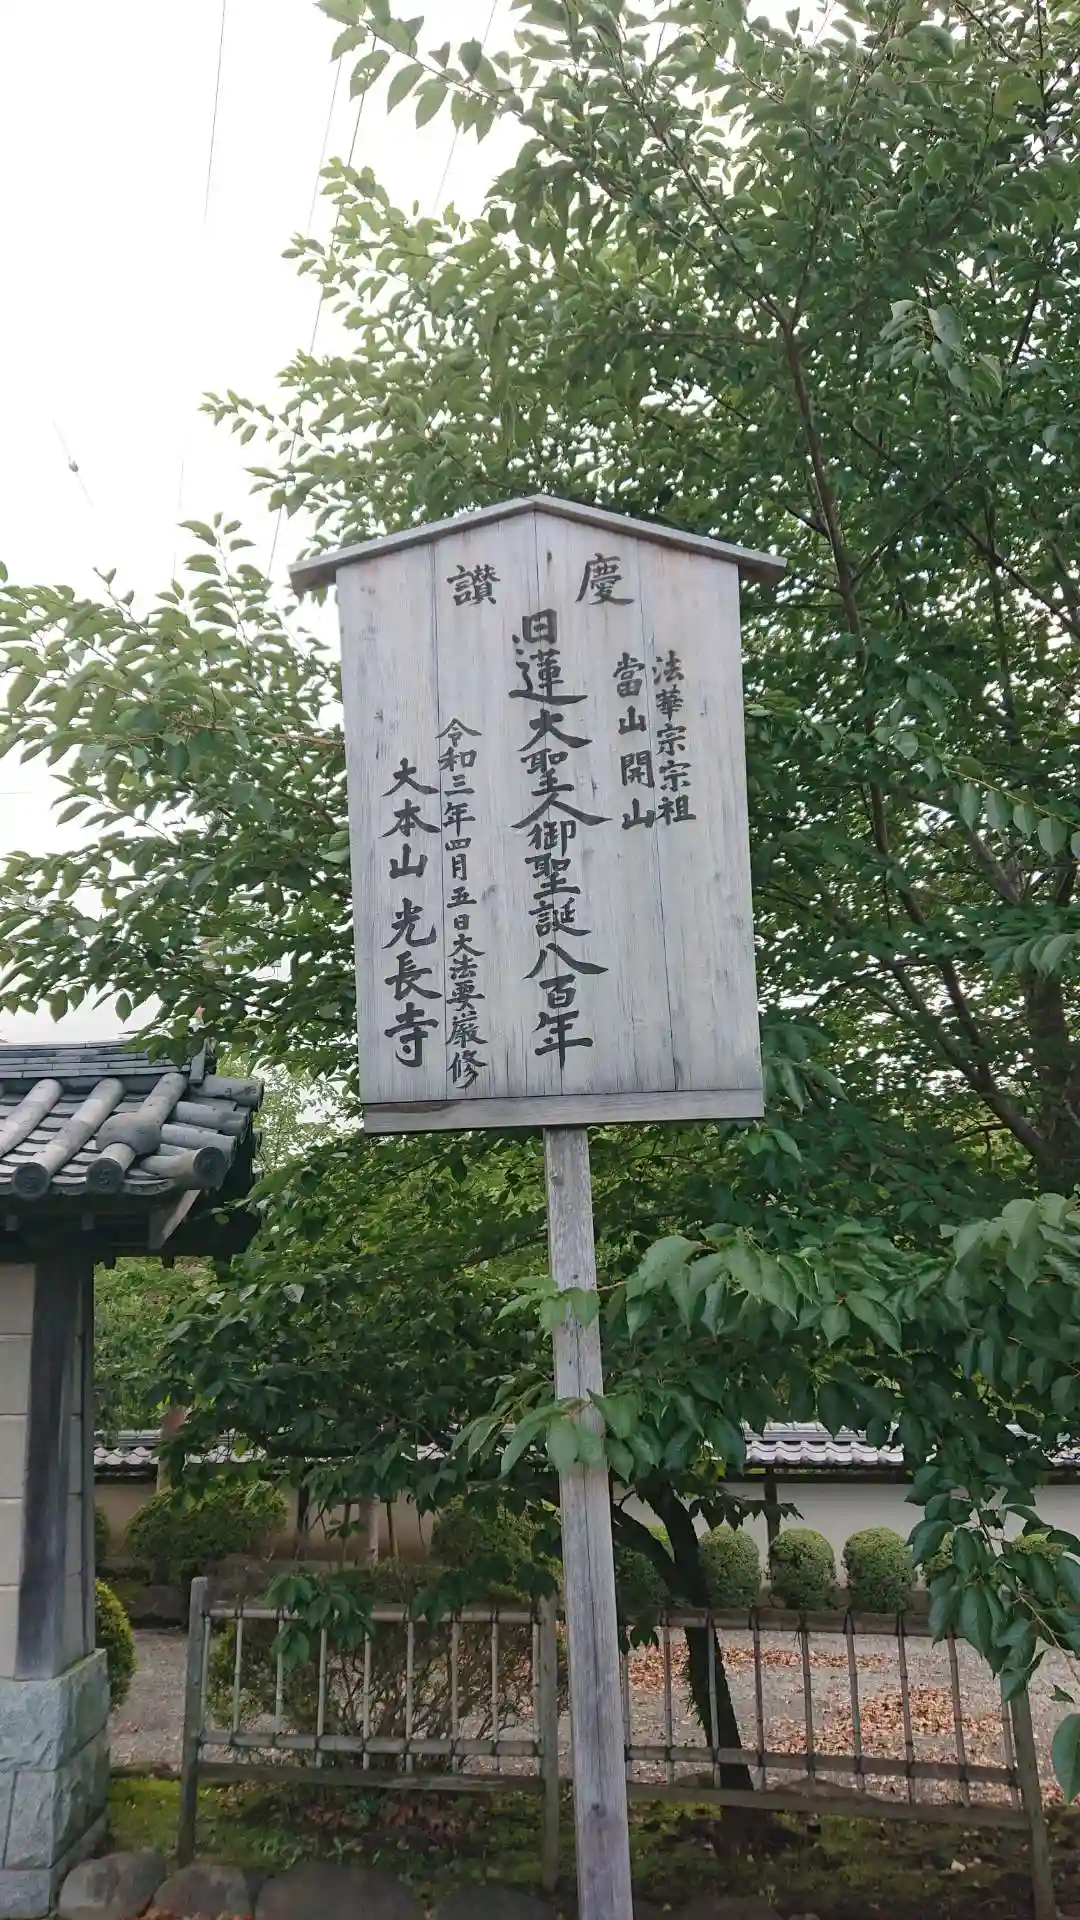 慶讃
法華宗宗祖
當山開山
日蓮大聖人御聖誕八百年
令和三年四月五日大法要厳修
大本山光長寺